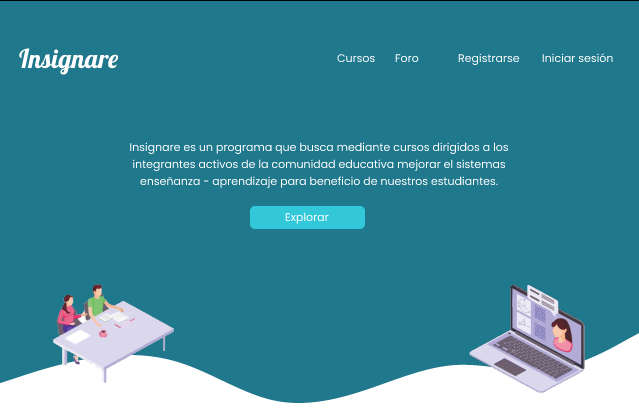 Insignare
Cursos Foro Registrarse Iniciar sesión
Insignare es un programa que busca mediante cursos dirigidos a los
integrantes activos de la comunidad educativa mejorar el sistemas
enseñanza - aprendizaje para beneficio de nuestros estudiantes.
Explorar